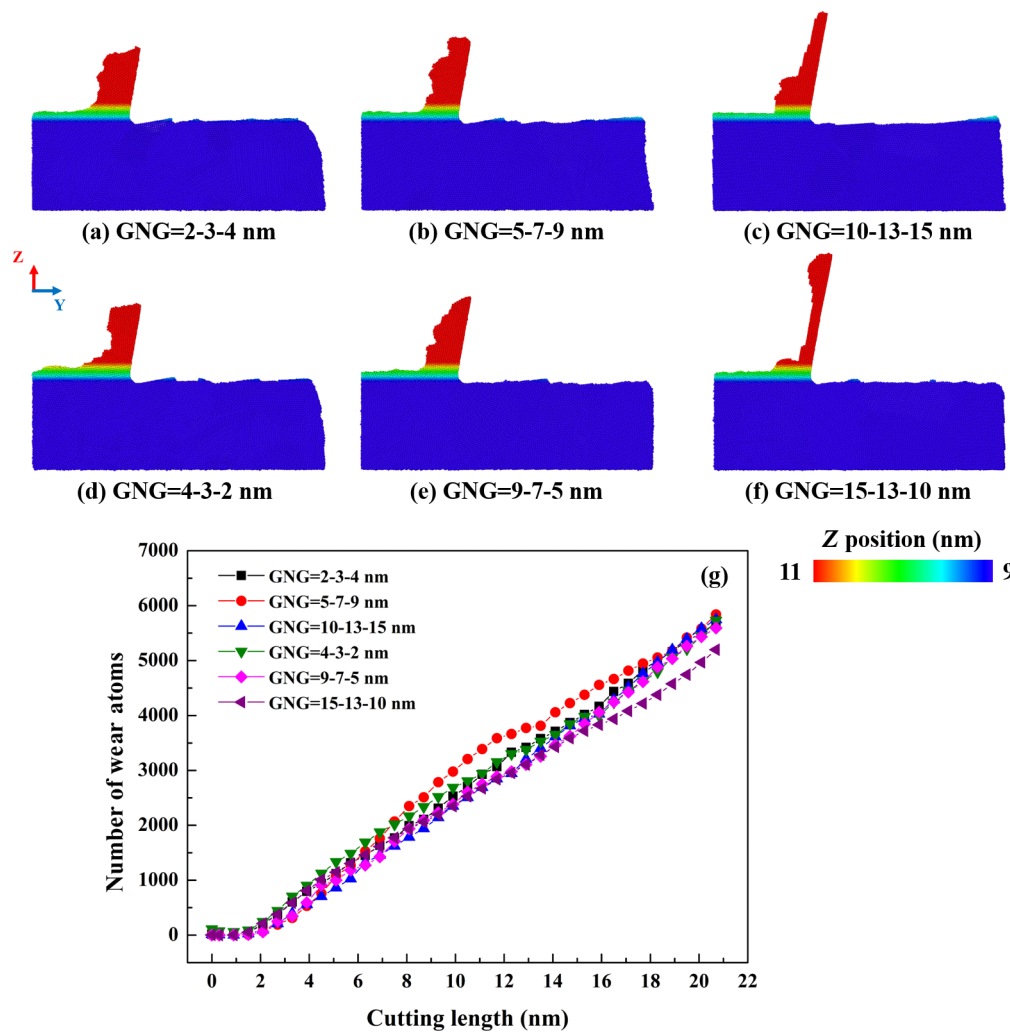 (a) GNG=2-3-4 nm
(b) GNG=5-7-9 nm
(c) GNG=10-13-15 nm
Z
Y
(d) GNG=4-3-2 nm
(e) GNG=9-7-5 nm
(f) GNG=15-13-10 nm
Z position (nm)
11
9
(g)
GNG=2-3-4 nm
GNG=5-7-9 nm
GNG=10-13-15 nm
GNG=4-3-2 nm
GNG=9-7-5 nm
GNG=15-13-10 nm
Number of wear atoms
7000
6000
5000
4000
3000
2000
1000
0
0 2 4 6 8 10 12 14 16 18 20 22
Cutting length (nm)